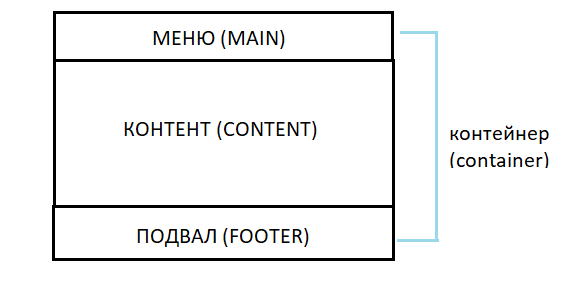 МЕНЮ (MAIN)
КОНТЕНТ (CONTENT)
контейнер
(container)
ПОДВАЛ (FOOTER)